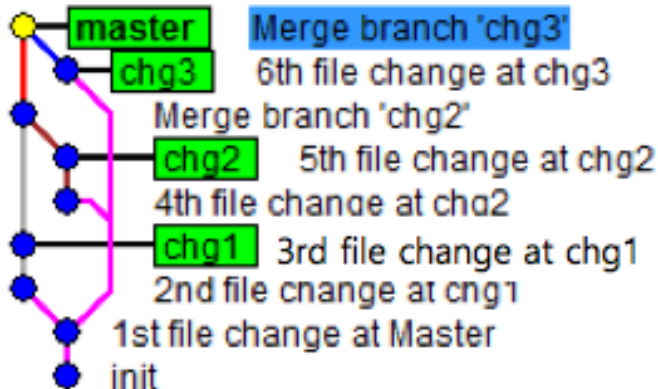 master Merge branch 'chg3'
chg3 6th file change at chg3
Merge branch 'chg2'
chg2 5th file change at chg2
4th file change at chg2
chg1 3rd file change at chg1
2nd file change at chg1
1st file change at Master
init